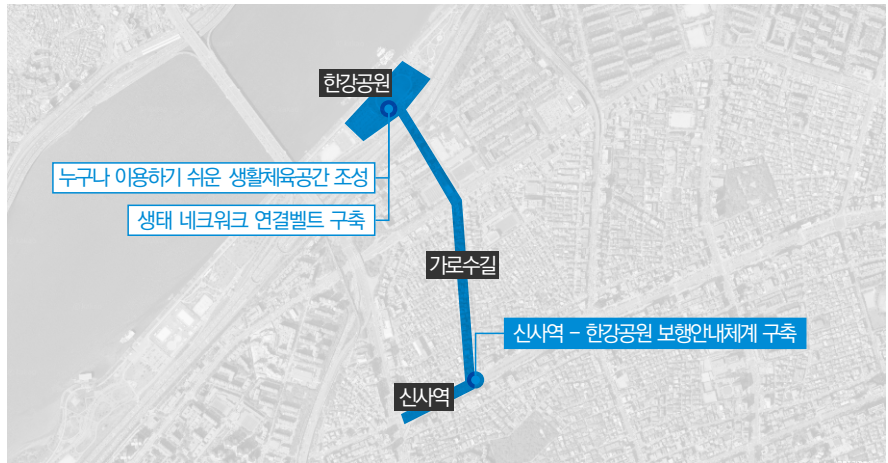 한강공원
누구나 이용하기 쉬운 생활체육공간 조성
생태 네크워크 연결벨트 구축
가로수길
신사역 - 한강공원 보행안내체계 구축
신사역